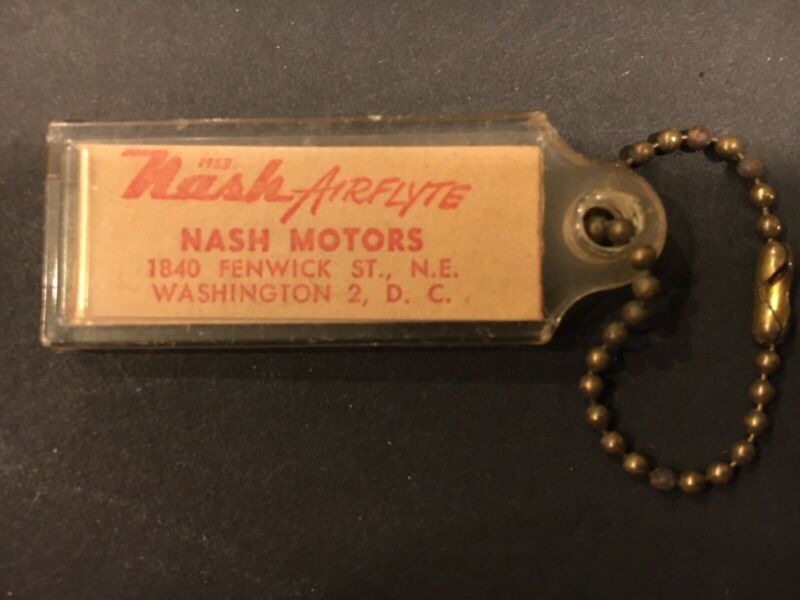 1953
Nash AIRFLYTE
NASH MOTORS
1840 FENWICK ST., N.E.
WASHINGTON 2, D. C.